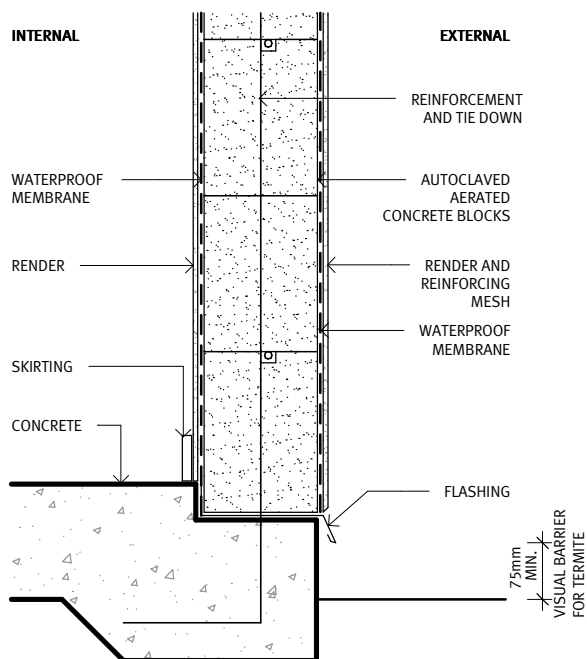 INTERNAL
EXTERNAL
REINFORCEMENT
AND TIE DOWN
WATERPROOF
MEMBRANE
AUTOCLAVED
AERATED
CONCRETE BLOCKS
RENDER
RENDER AND
REINFORCING
MESH
WATERPROOF
MEMBRANE
SKIRTING
CONCRETE
FLASHING
75mm
MIN.
VISUAL BARRIER
FOR TERMITE